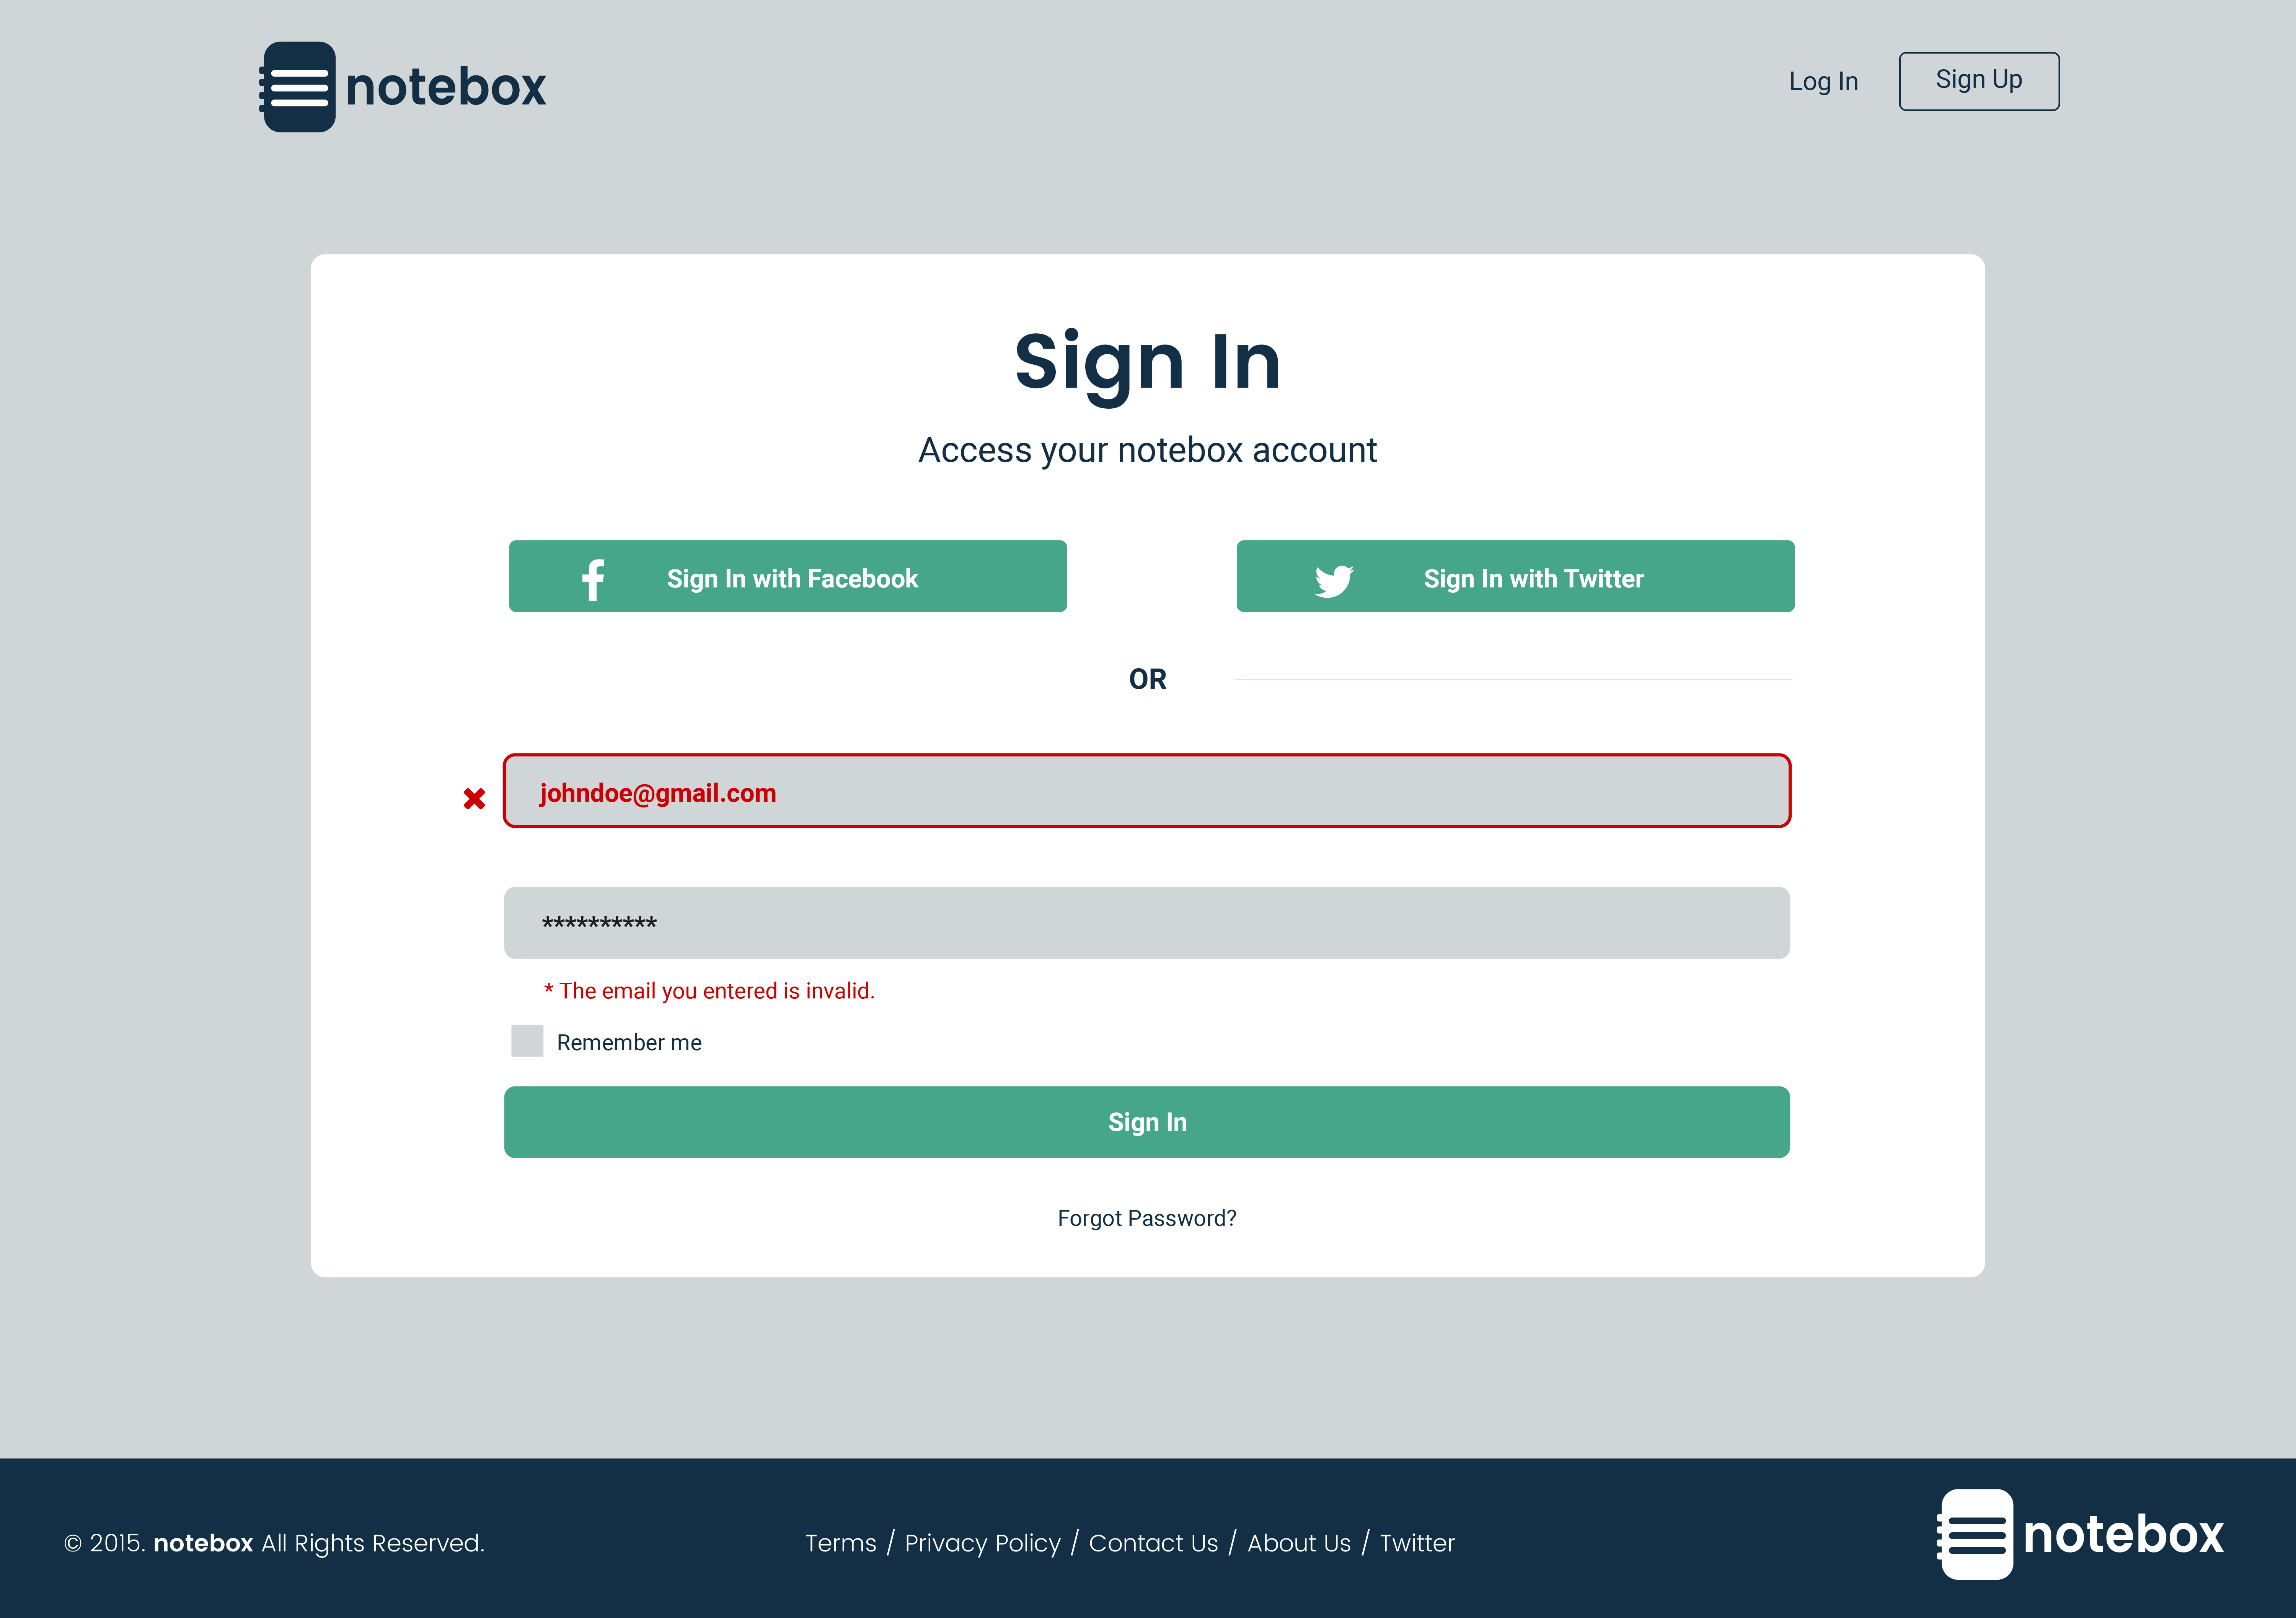 notebox
Log In
Sign Up
Sign In
Access your notebox account
Sign In with Facebook
Sign In with Twitter
OR
johndoe@gmail.com
**********
* The email you entered is invalid.
Remember me
Sign In
Forgot Password?
© 2015. notebox All Rights Reserved.
Terms / Privacy Policy / Contact Us / About Us / Twitter
notebox